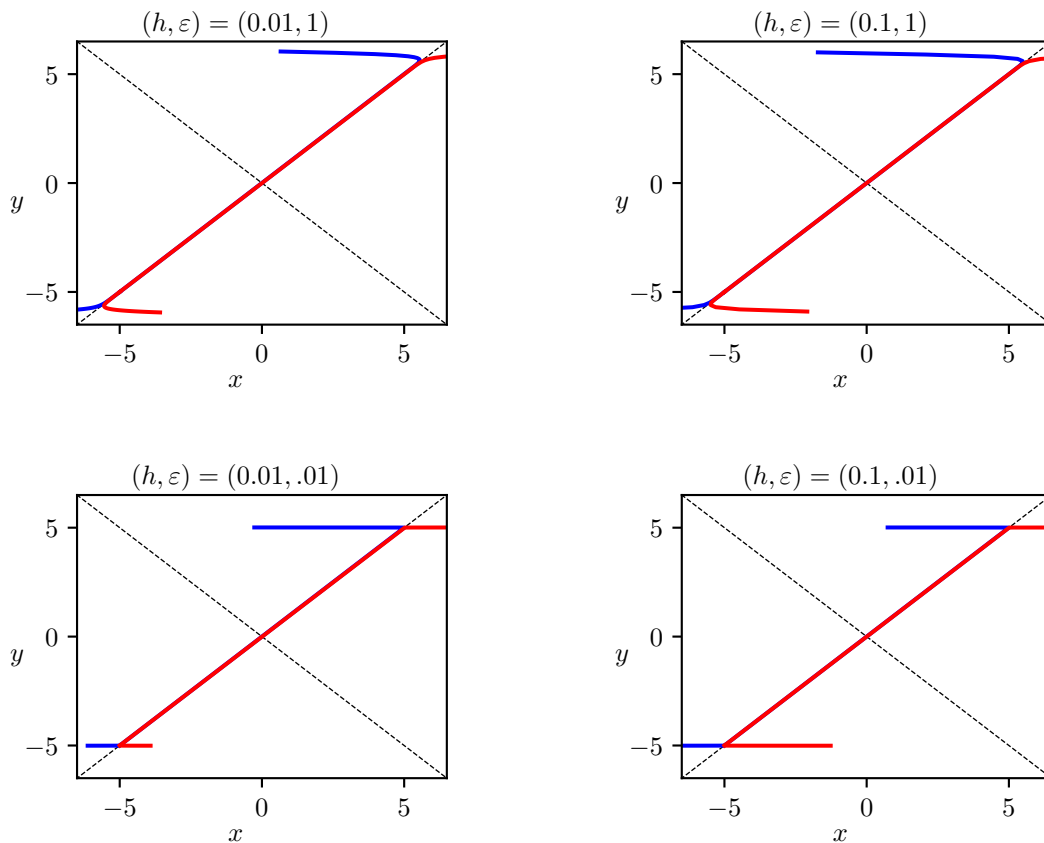 (h, ε) = (0.01, 1)
5
0
−5
y
−5 0 5
x
(h, ε) = (0.1, 1)
5
0
−5
y
−5 0 5
x
(h, ε) = (0.01, .01)
5
0
−5
y
−5 0 5
x
(h, ε) = (0.1, .01)
5
0
−5
y
−5 0 5
x